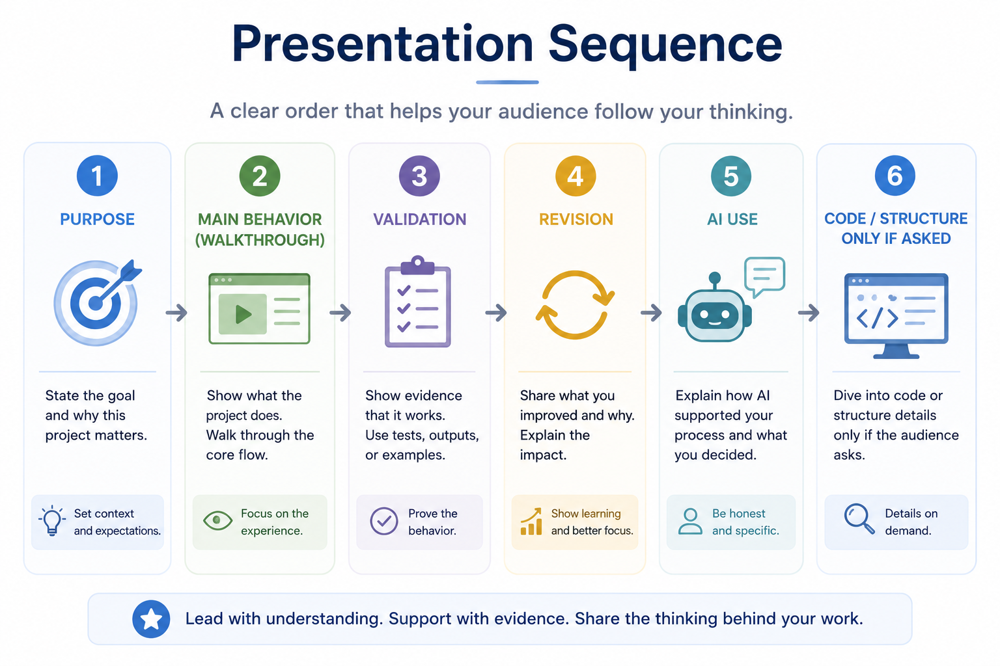 Presentation Sequence
A clear order that helps your audience follow your thinking.
1
PURPOSE
State the goal
and why this
project matters.
Set context
and expectations.
2
MAIN BEHAVIOR
(WALKTHROUGH)
Show what the
project does.
Walk through the
core flow.
Focus on the
experience.
3
VALIDATION
Show evidence
that it works.
Use tests, outputs,
or examples.
Prove the
behavior.
4
REVISION
Share what you
improved and why.
Explain the
impact.
Show learning
and better focus.
5
AI USE
Explain how AI
supported your
process and what
you decided.
Be honest
and specific.
6
CODE / STRUCTURE
ONLY IF ASKED
</>
Dive into code or
structure details
only if the audience
asks.
Details on
demand.
Lead with understanding. Support with evidence. Share the thinking behind your work.